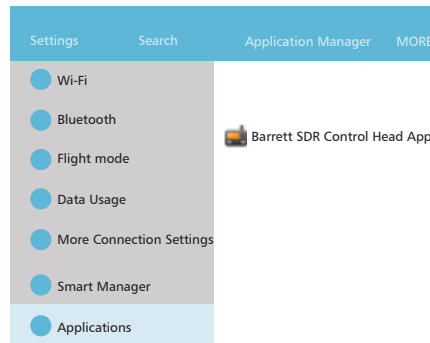 Settings Search Application Manager MORE
Wi-Fi
Bluetooth
Barrett SDR Control Head App
Flight mode
Data Usage
More Connection Settings
Smart Manager
Applications